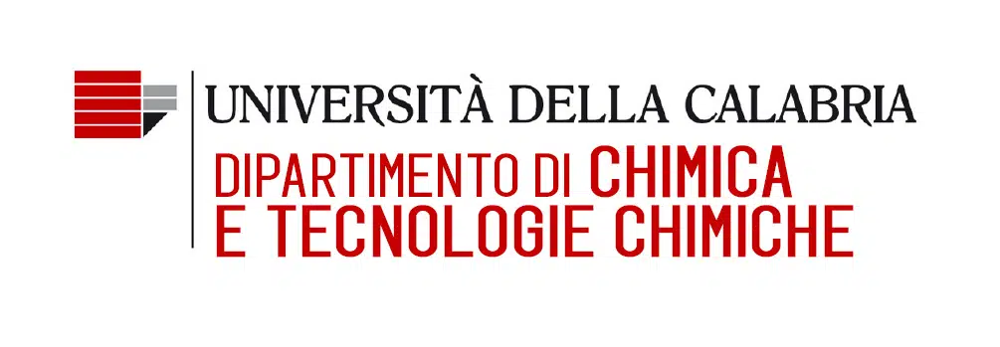 UNIVERSITÀ DELLA CALABRIA
DIPARTIMENTO DI CHIMICA
E TECNOLOGIE CHIMICHE